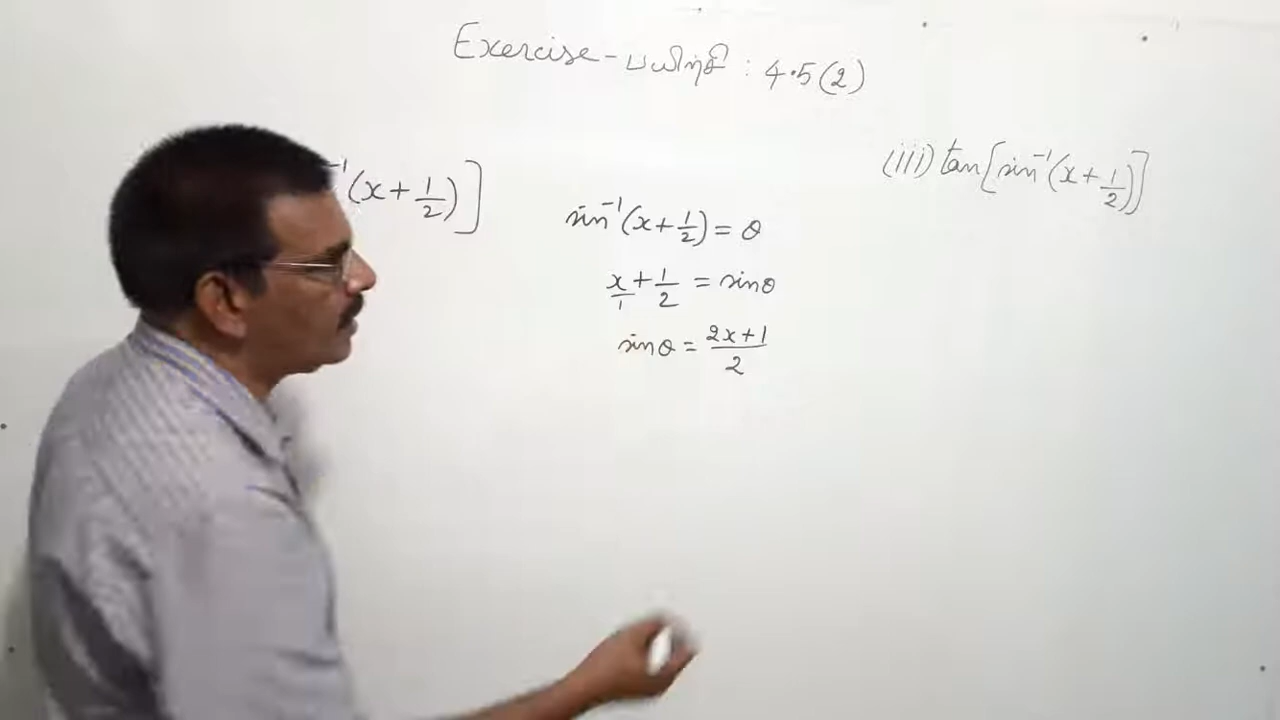 Exercise - பயிற்சி : 4.5(2)
(iii) tan[sin⁻¹(x+1/2)]
⁻¹(x+1/2)]
sin⁻¹(x+1/2) = θ
x/1 + 1/2 = sinθ
sinθ = (2x+1)/2